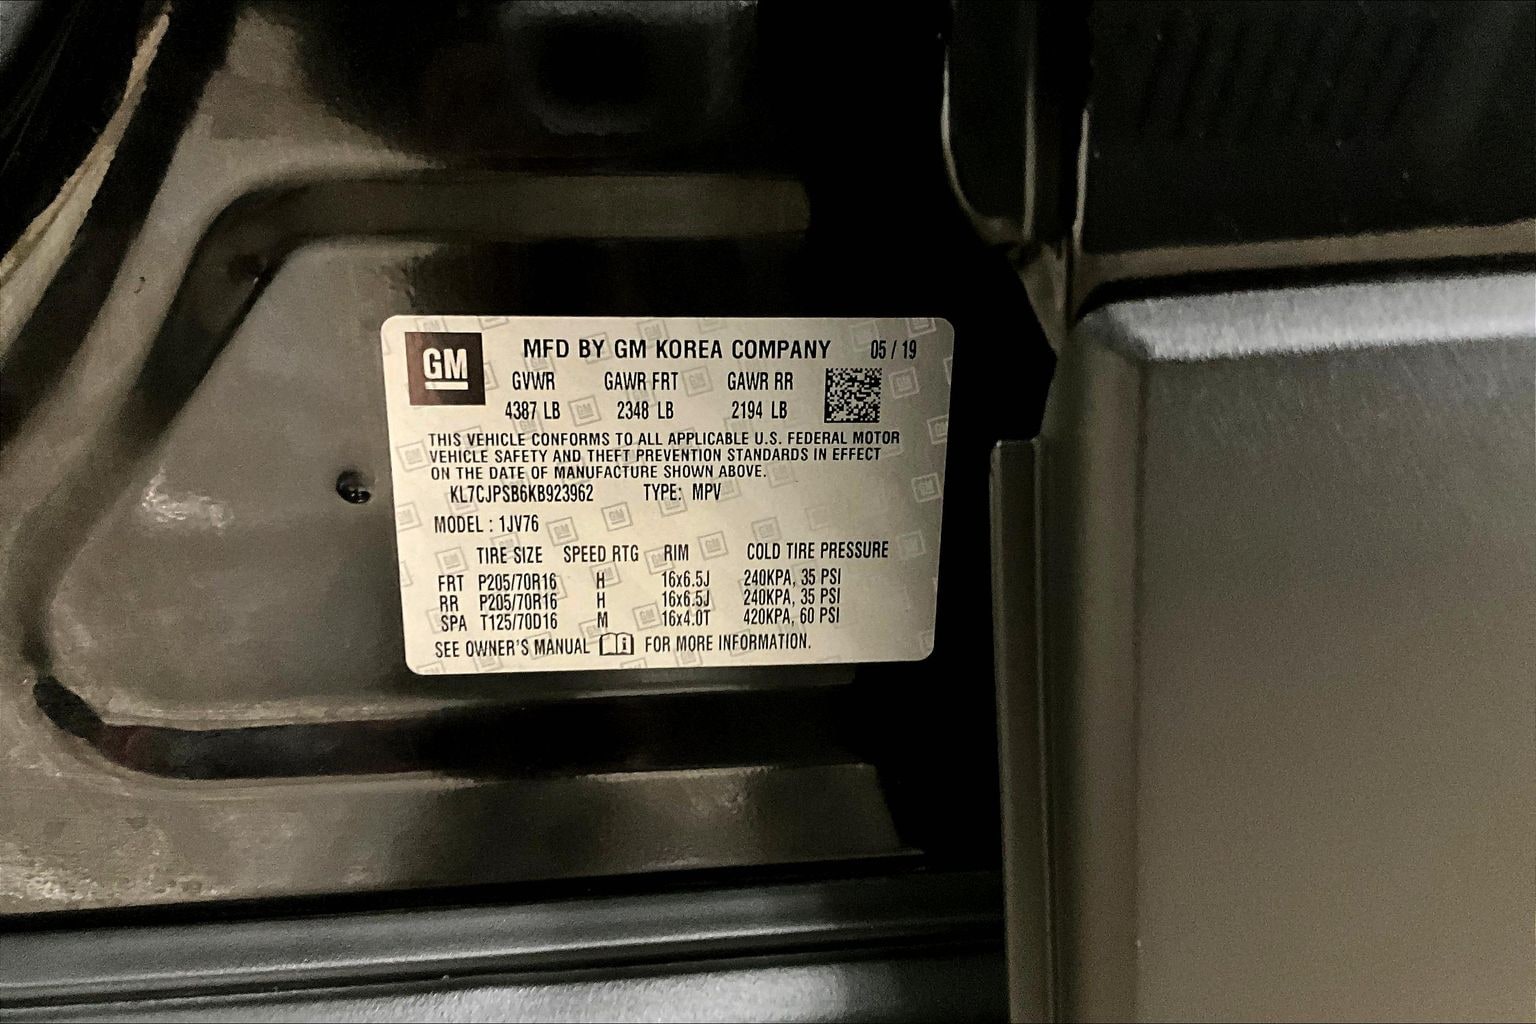 GM MFD BY GM KOREA COMPANY 05 / 19
GVWR GAWR FRT GAWR RR
4387 LB 2348 LB 2194 LB
THIS VEHICLE CONFORMS TO ALL APPLICABLE U.S. FEDERAL MOTOR
VEHICLE SAFETY AND THEFT PREVENTION STANDARDS IN EFFECT
ON THE DATE OF MANUFACTURE SHOWN ABOVE.
KL7CJPSB6KB923962 TYPE: MPV
MODEL : 1JV76
TIRE SIZE SPEED RTG RIM COLD TIRE PRESSURE
FRT P205/70R16 H 16x6.5J 240KPA, 35 PSI
RR P205/70R16 H 16x6.5J 240KPA, 35 PSI
SPA T125/70D16 M 16x4.0T 420KPA, 60 PSI
SEE OWNER'S MANUAL i FOR MORE INFORMATION.